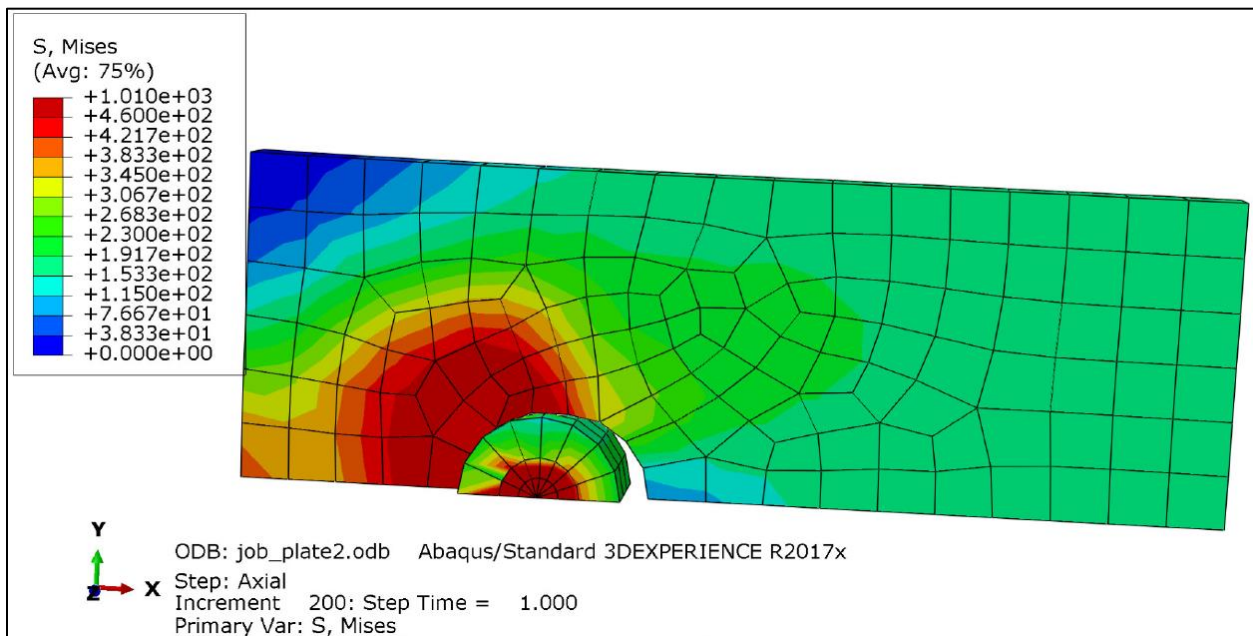 S, Mises
(Avg: 75%)
+1.010e+03
+4.600e+02
+4.217e+02
+3.833e+02
+3.450e+02
+3.067e+02
+2.683e+02
+2.300e+02
+1.917e+02
+1.533e+02
+1.150e+02
+7.667e+01
+3.833e+01
+0.000e+00
Y
Z X
ODB: job_plate2.odb Abaqus/Standard 3DEXPERIENCE R2017x
Step: Axial
Increment 200: Step Time = 1.000
Primary Var: S, Mises